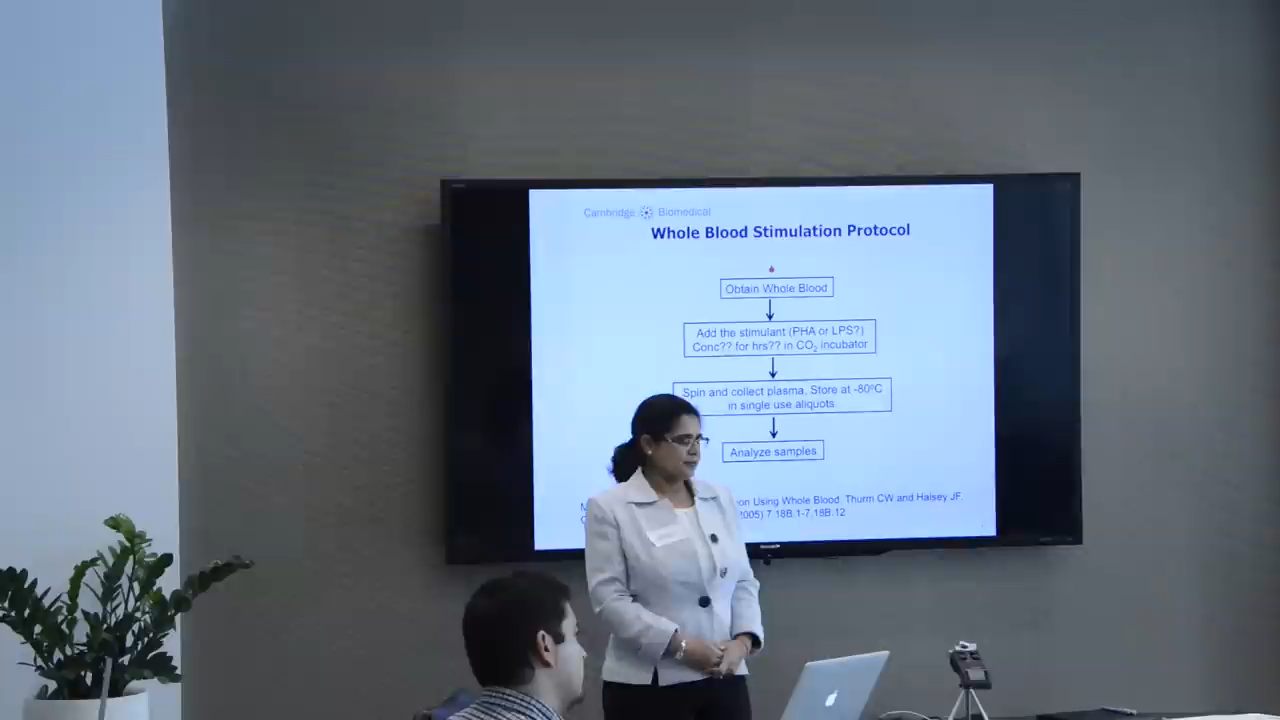 Cambridge Biomedical
Whole Blood Stimulation Protocol
Obtain Whole Blood
Add the stimulant (PHA or LPS?)
Conc?? for hrs?? in CO₂ incubator
Spin and collect plasma. Store at -80°C
in single use aliquots
Analyze samples
Using Whole Blood. Thurm CW and Halsey JF.
2005) 7.18B.1-7.18B.12